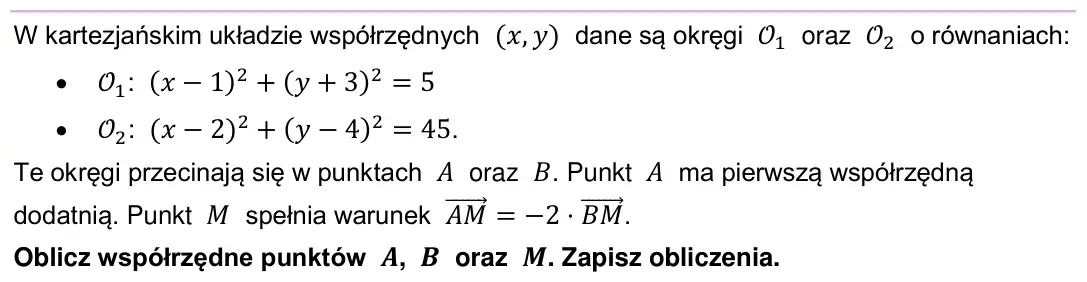 W kartezjańskim układzie współrzędnych (x, y) dane są okręgi 𝒪₁ oraz 𝒪₂ o równaniach:
• 𝒪₁: (x − 1)² + (y + 3)² = 5
• 𝒪₂: (x − 2)² + (y − 4)² = 45.
Te okręgi przecinają się w punktach A oraz B. Punkt A ma pierwszą współrzędną
dodatnią. Punkt M spełnia warunek \overrightarrow{AM} = −2 · \overrightarrow{BM}.
Oblicz współrzędne punktów A, B oraz M. Zapisz obliczenia.